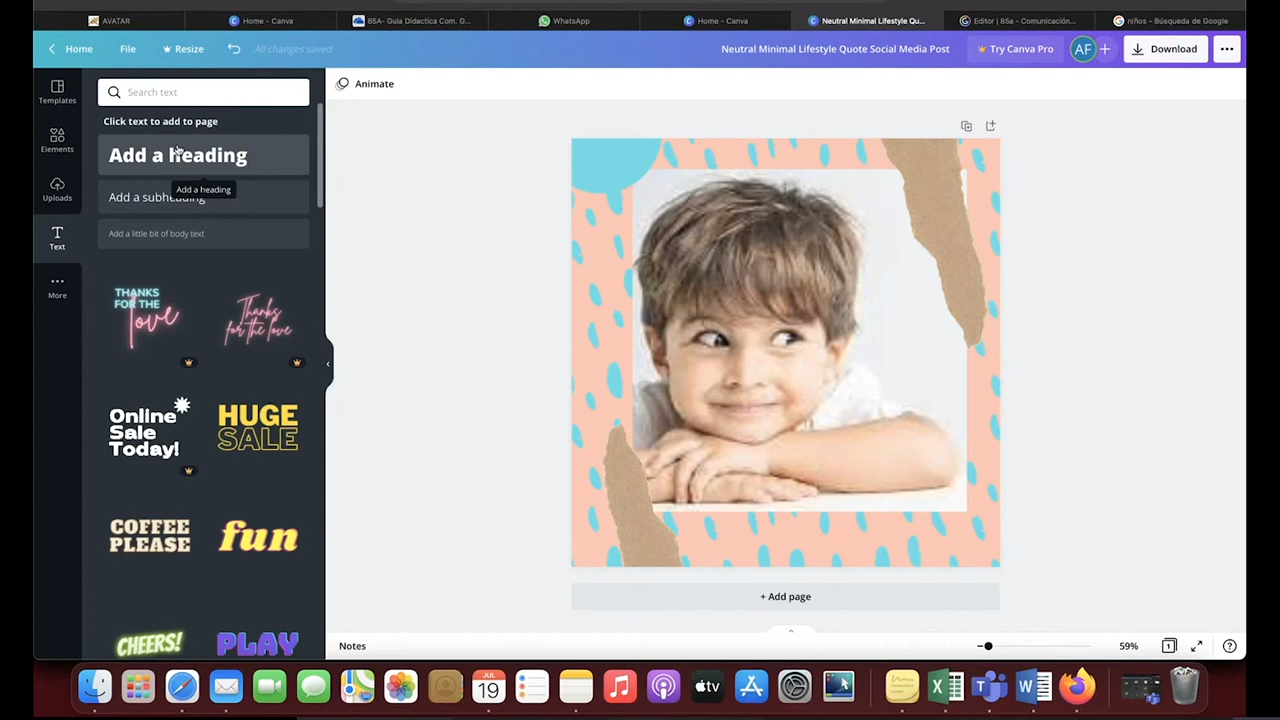 AVATAR
Home - Canva
85A- Guia Didactica Com. G...
WhatsApp
Home - Canva
Neutral Minimal Lifestyle Qu...
Editor | 85a - Comunicación...
niños - Búsqueda de Google
Home
File
Resize
All changes saved
Neutral Minimal Lifestyle Quote Social Media Post
Try Canva Pro
AF
Download
Templates
Elements
Uploads
Text
More
Search text
Click text to add to page
Add a heading
Add a heading
Add a subheading
Add a little bit of body text
THANKS
FOR THE
love
Thanks
for the love
Online
Sale
Today!
HUGE
SALE
COFFEE
PLEASE
fun
CHEERS!
PLAY
Animate
+ Add page
Notes
59%
1
JUL
19
tv